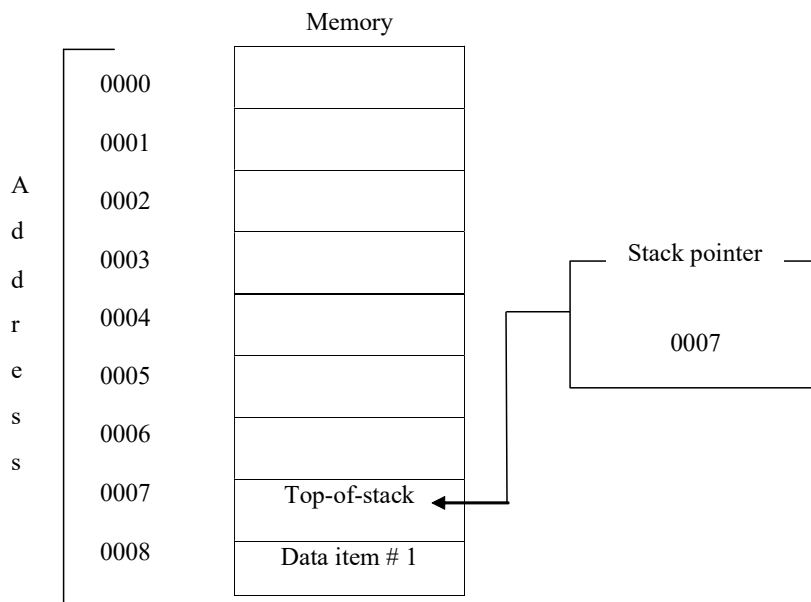 Memory
0000
0001
0002
0003
0004
0005
0006
0007
0008
A
d
d
r
e
s
s
Top-of-stack
Data item # 1
Stack pointer
0007